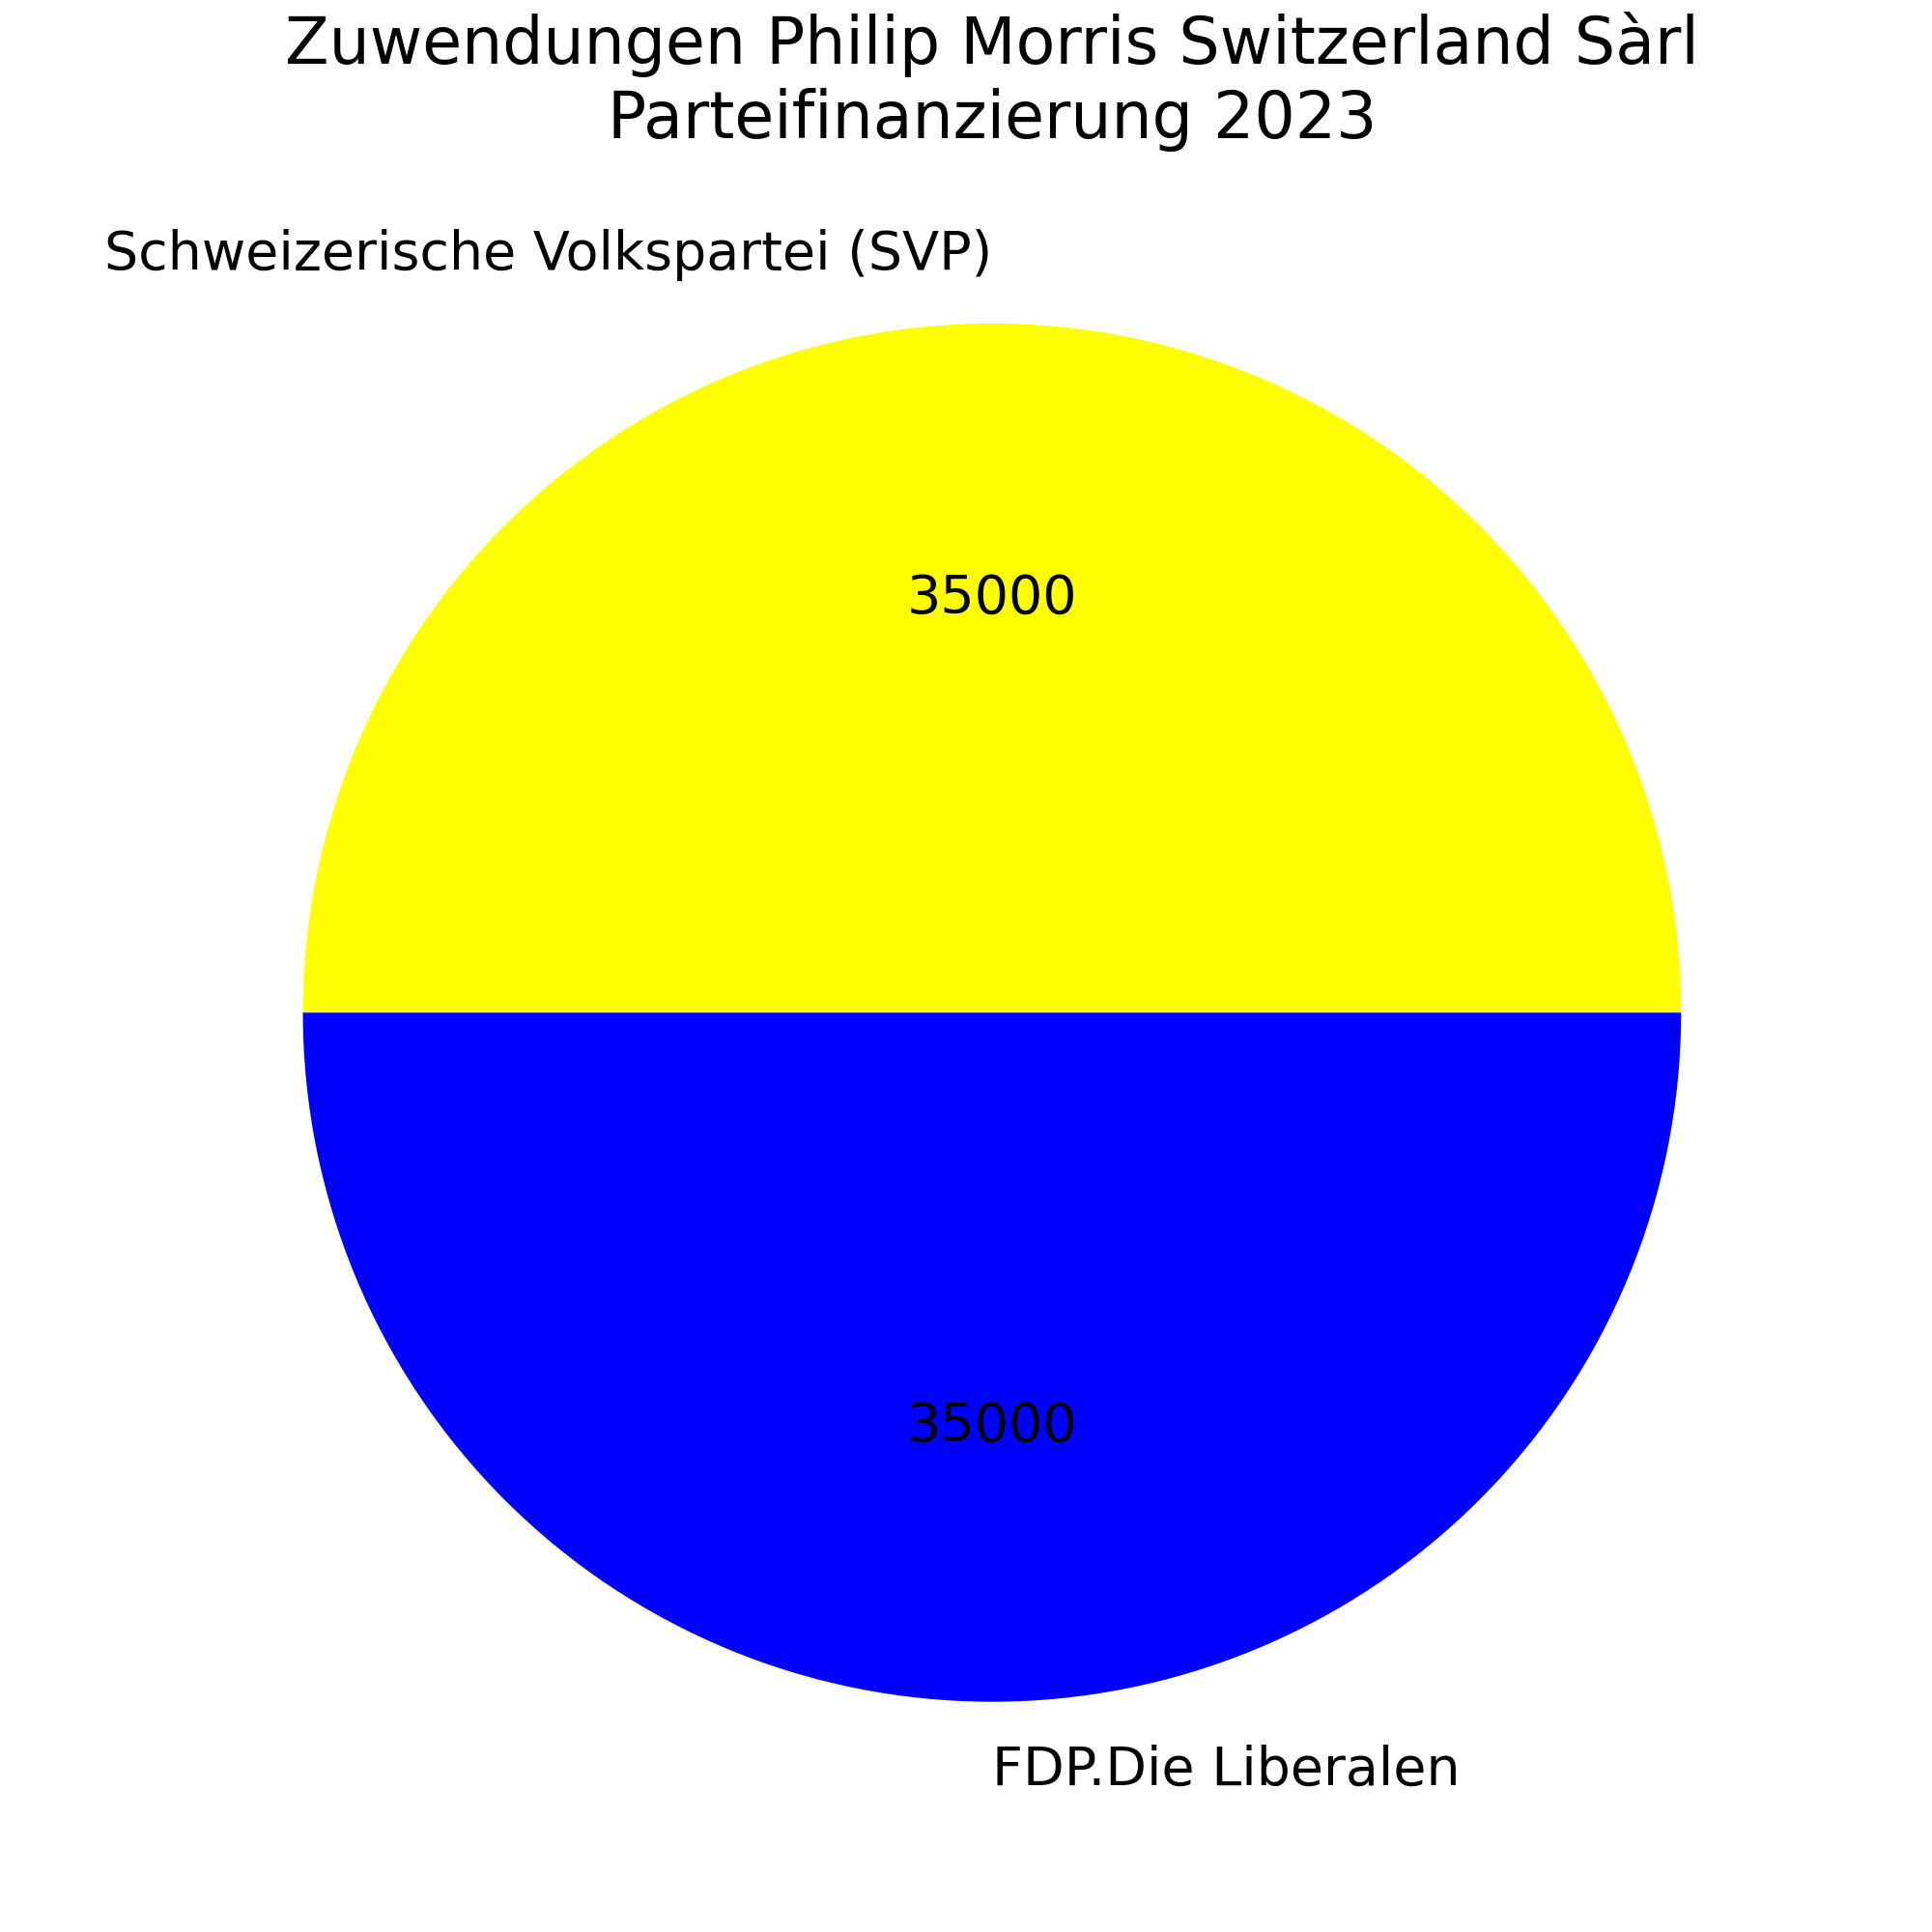 Zuwendungen Philip Morris Switzerland Sàrl
Parteifinanzierung 2023
Schweizerische Volkspartei (SVP)
35000
35000
FDP.Die Liberalen